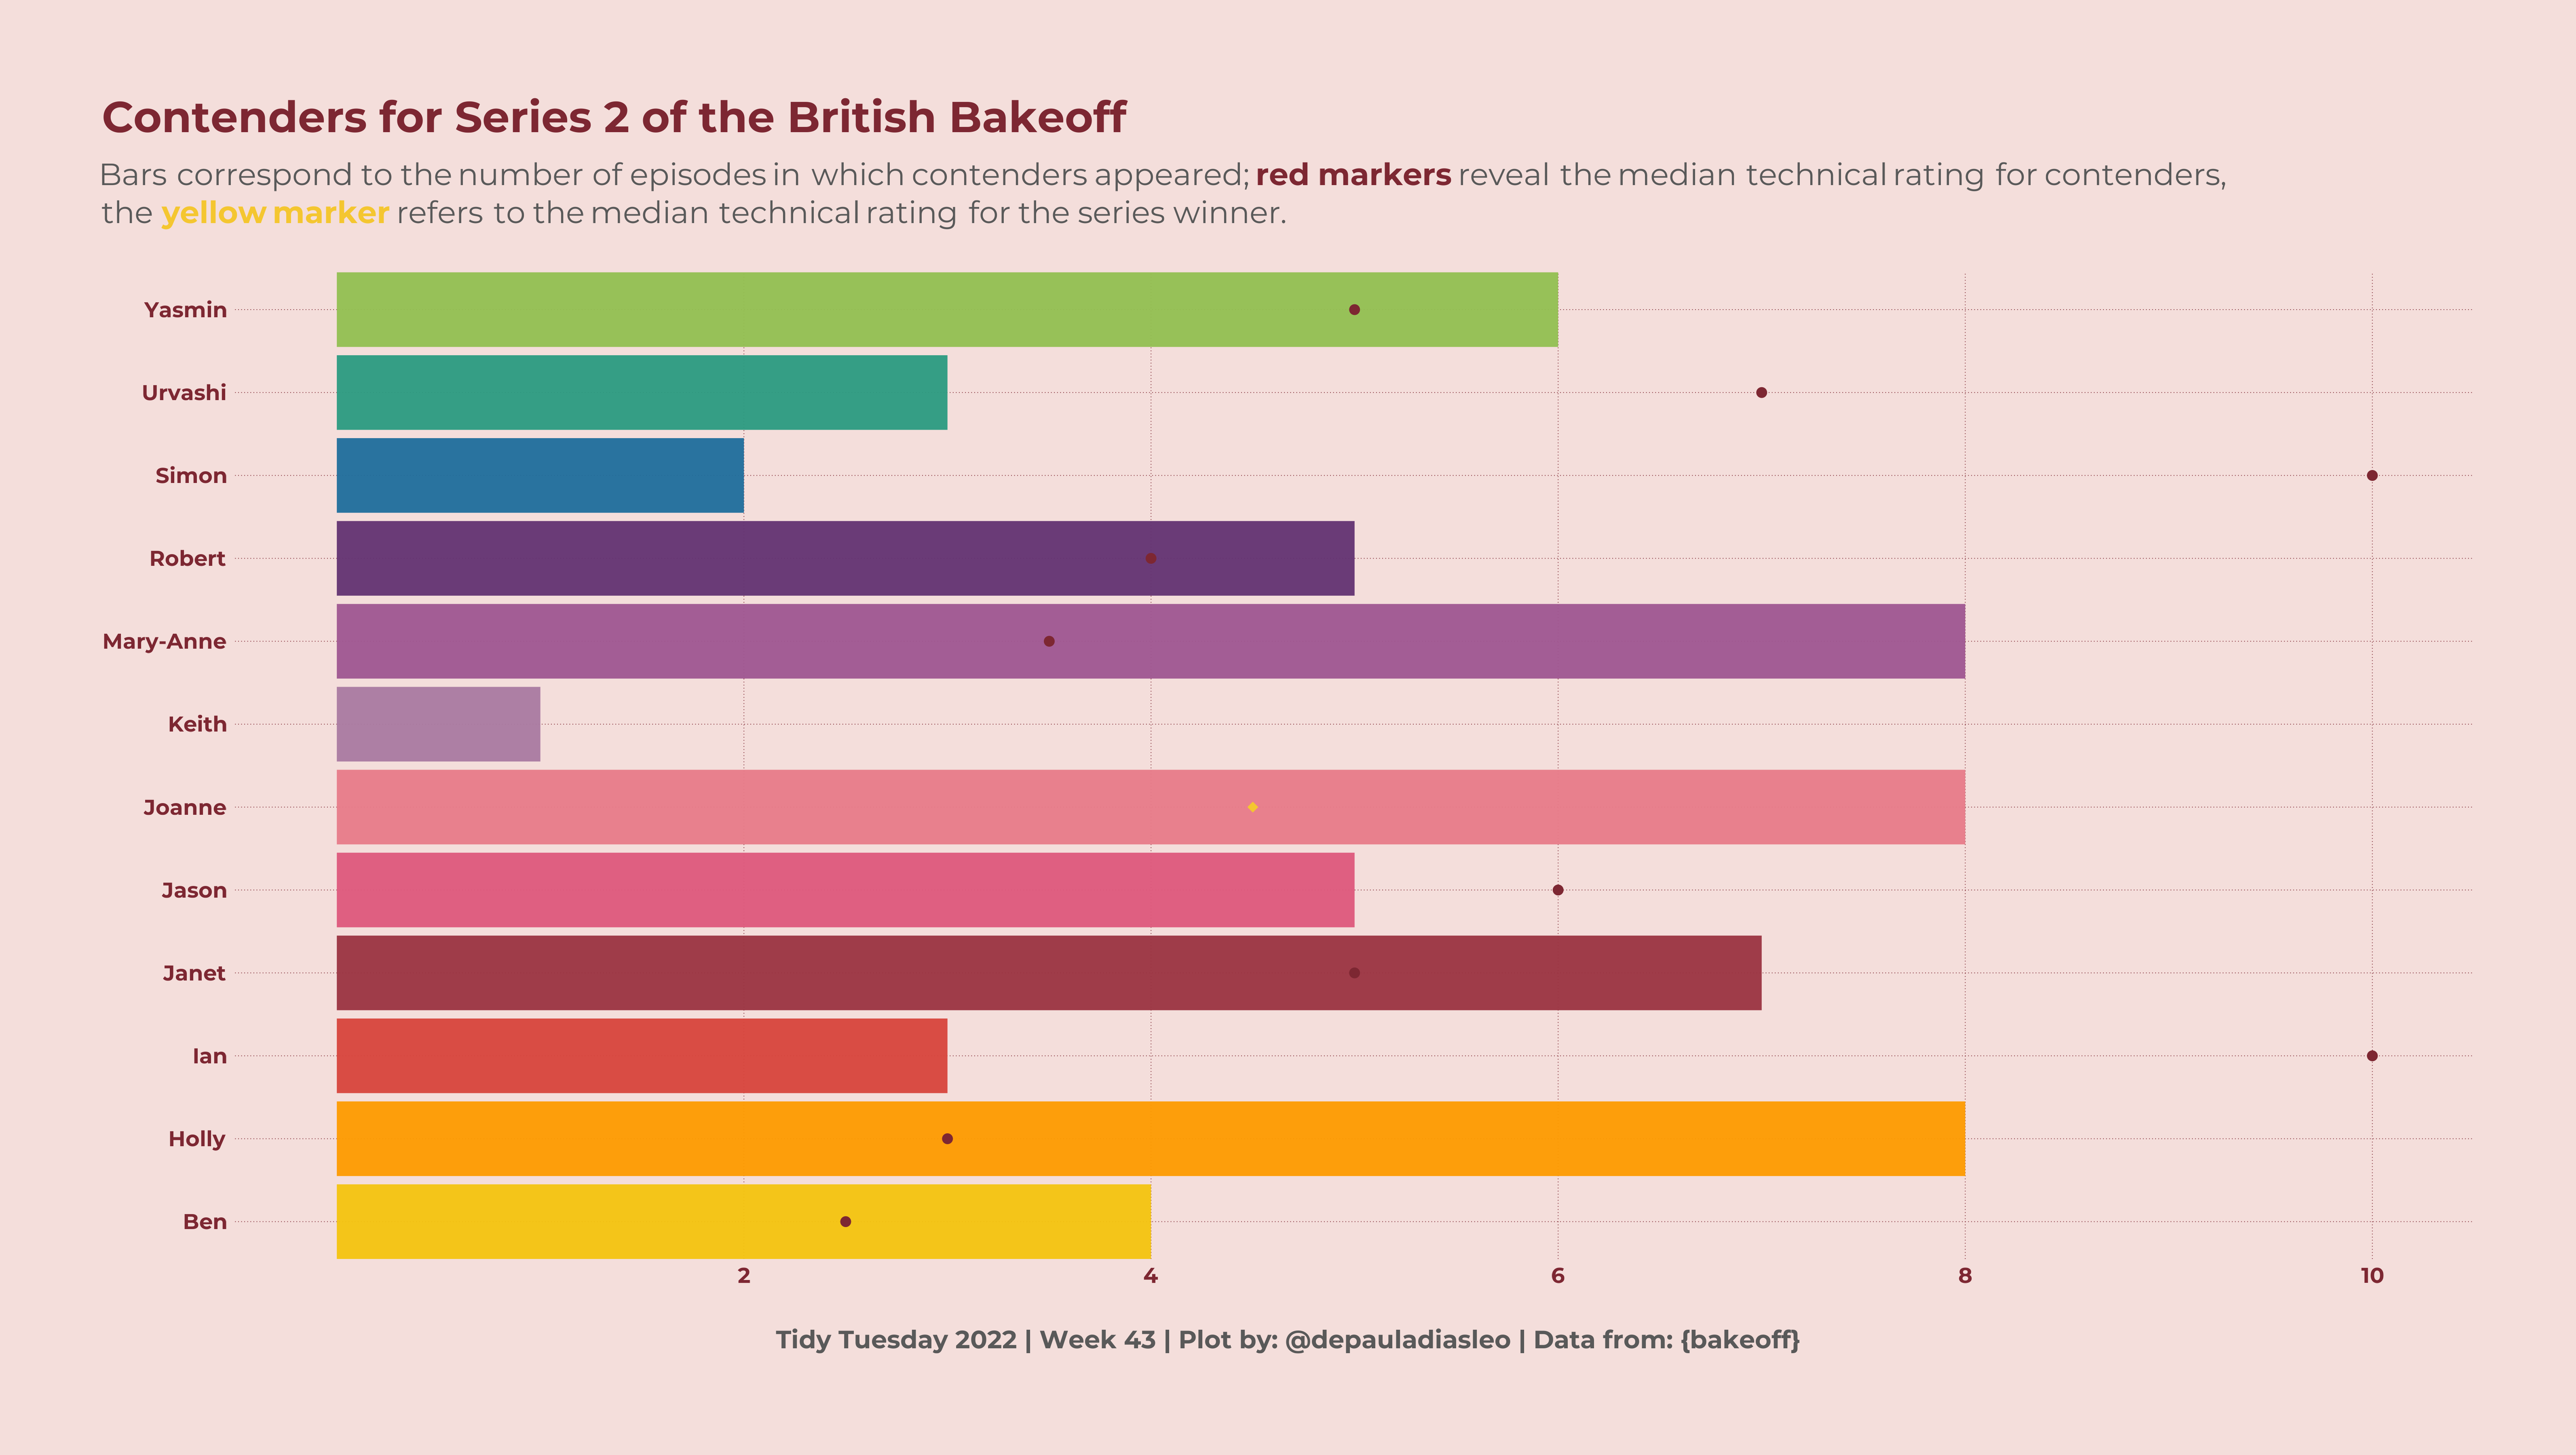 Contenders for Series 2 of the British Bakeoff
Bars correspond to the number of episodes in which contenders appeared; red markers reveal the median technical rating for contenders,
the yellow marker refers to the median technical rating for the series winner.
Yasmin
Urvashi
Simon
Robert
Mary-Anne
Keith
Joanne
Jason
Janet
Ian
Holly
Ben
2 4 6 8 10
Tidy Tuesday 2022 | Week 43 | Plot by: @depauladiasleo | Data from: {bakeoff}